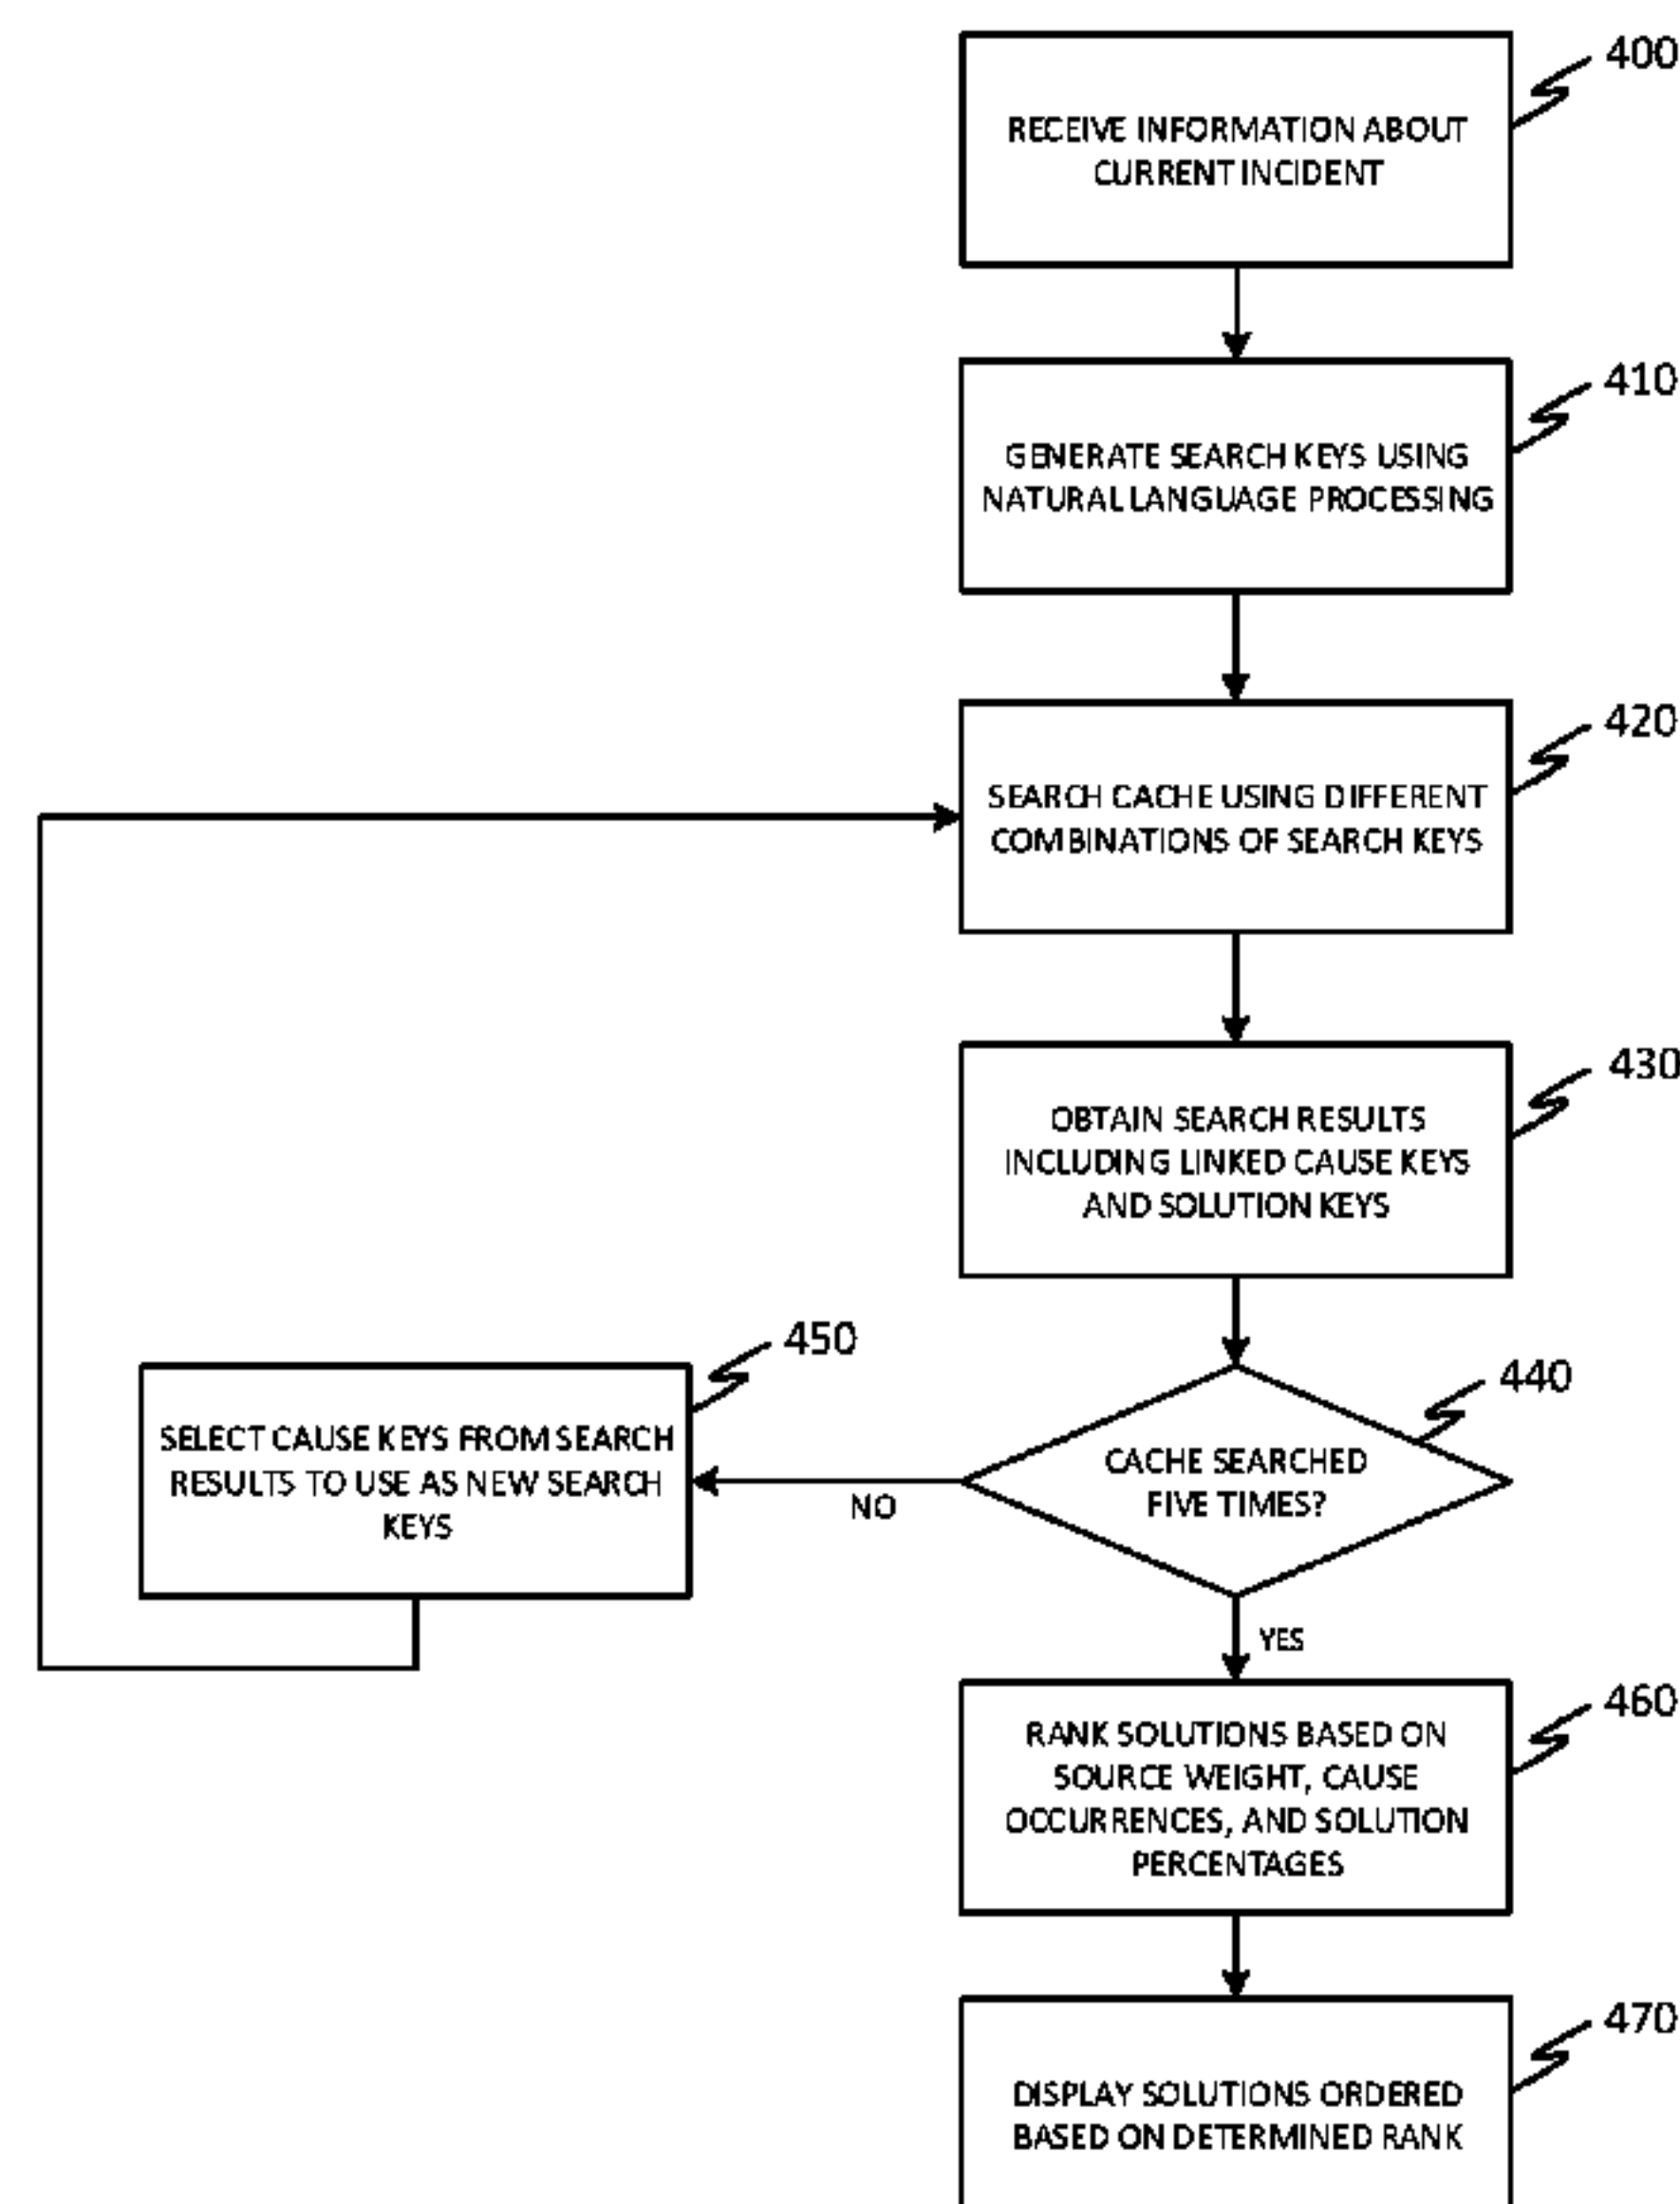 400
RECEIVE INFORMATION ABOUT
CURRENT INCIDENT
410
GENERATE SEARCH KEYS USING
NATURAL LANGUAGE PROCESSING
420
SEARCH CACHE USING DIFFERENT
COMBINATIONS OF SEARCH KEYS
430
OBTAIN SEARCH RESULTS
INCLUDING LINKED CAUSE KEYS
AND SOLUTION KEYS
440
CACHE SEARCHED
FIVE TIMES?
NO
450
SELECT CAUSE KEYS FROM SEARCH
RESULTS TO USE AS NEW SEARCH
KEYS
YES
460
RANK SOLUTIONS BASED ON
SOURCE WEIGHT, CAUSE
OCCURRENCES, AND SOLUTION
PERCENTAGES
470
DISPLAY SOLUTIONS ORDERED
BASED ON DETERMINED RANK